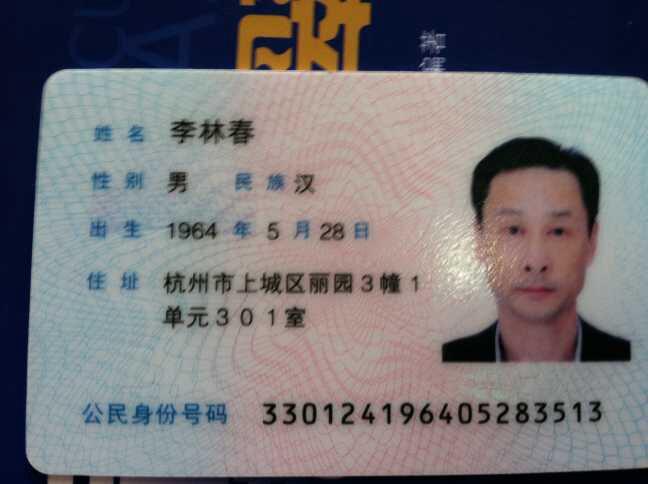 姓名 李林春
性别 男 民族 汉
出生 1964 年 5 月 28 日
住址 杭州市上城区丽园3幢1
单元301室
公民身份号码 330124196405283513